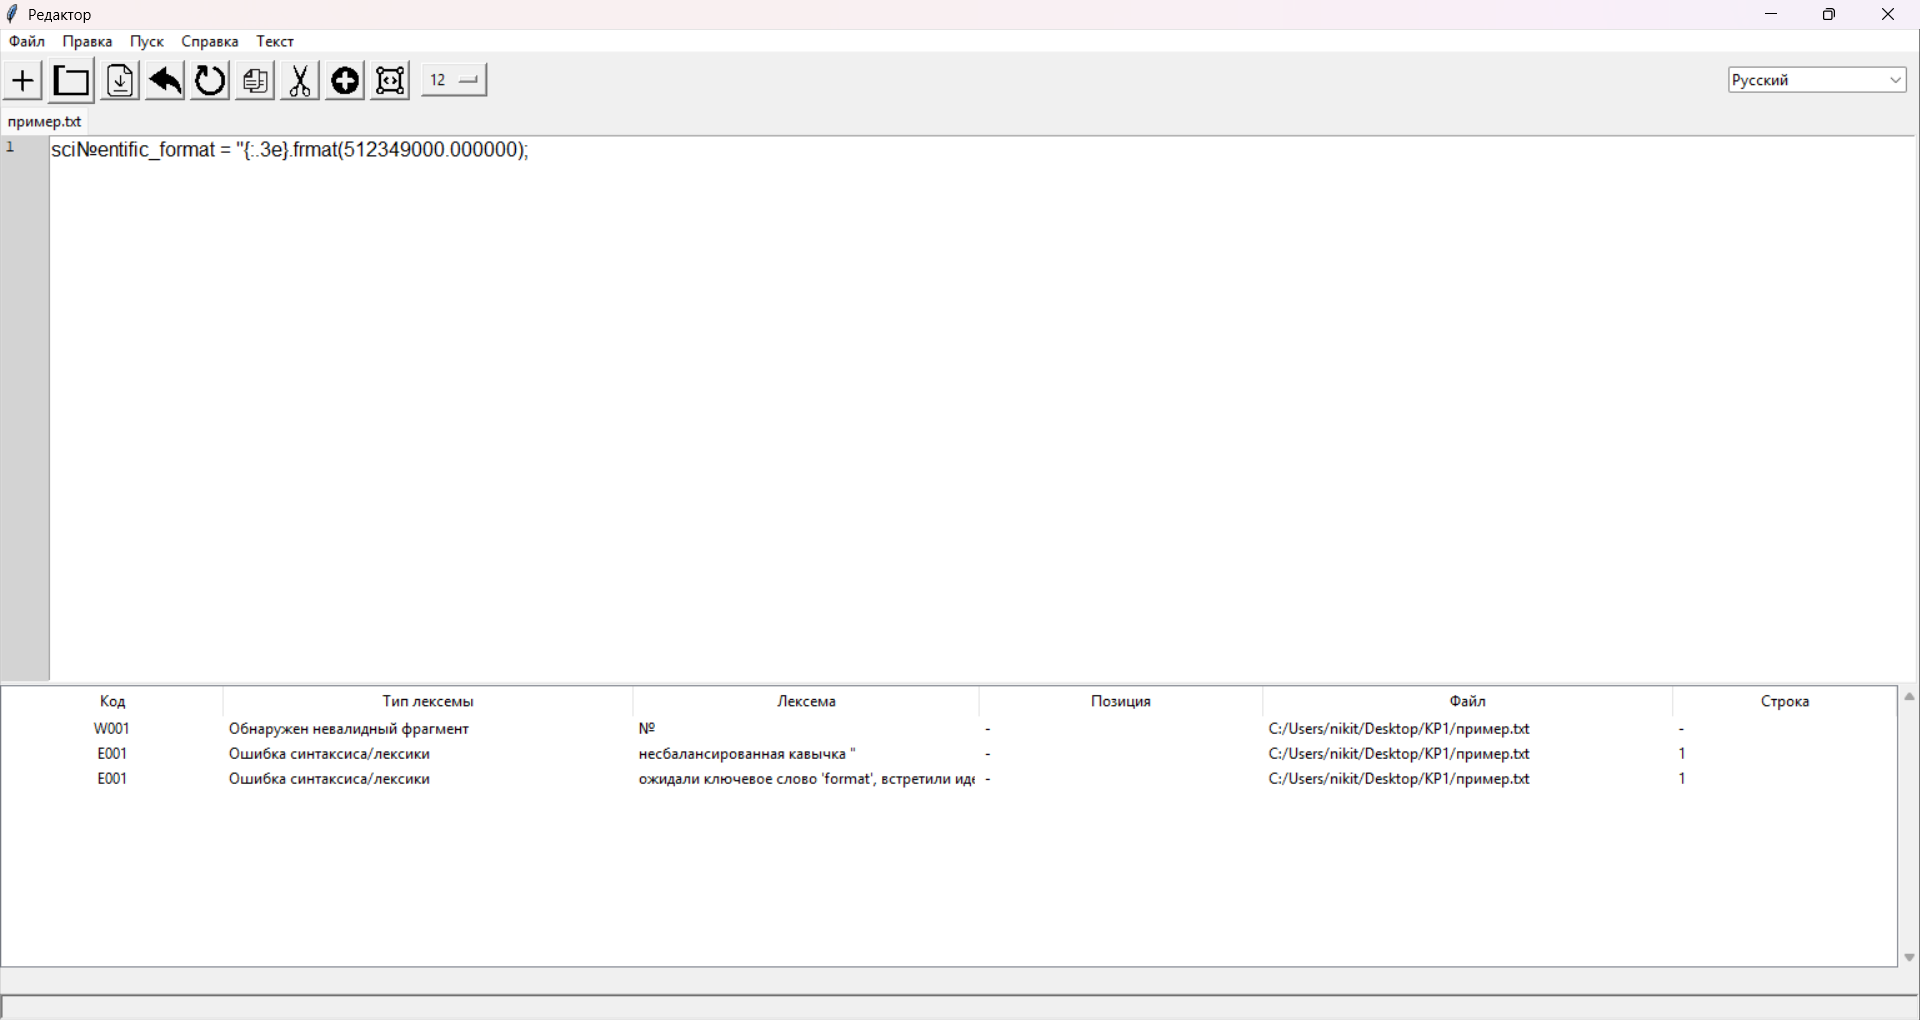 Редактор
Файл Правка Пуск Справка Текст
12 Русский
пример.txt
1 sci№entific_format = "{:.3e}.frmat(512349000.000000);
Код Тип лексемы Лексема Позиция Файл Строка
W001 Обнаружен невалидный фрагмент № - C:/Users/nikit/Desktop/KP1/пример.txt -
E001 Ошибка синтаксиса/лексики несбалансированная кавычка " - C:/Users/nikit/Desktop/KP1/пример.txt 1
E001 Ошибка синтаксиса/лексики ожидали ключевое слово 'format', встретили иде - C:/Users/nikit/Desktop/KP1/пример.txt 1